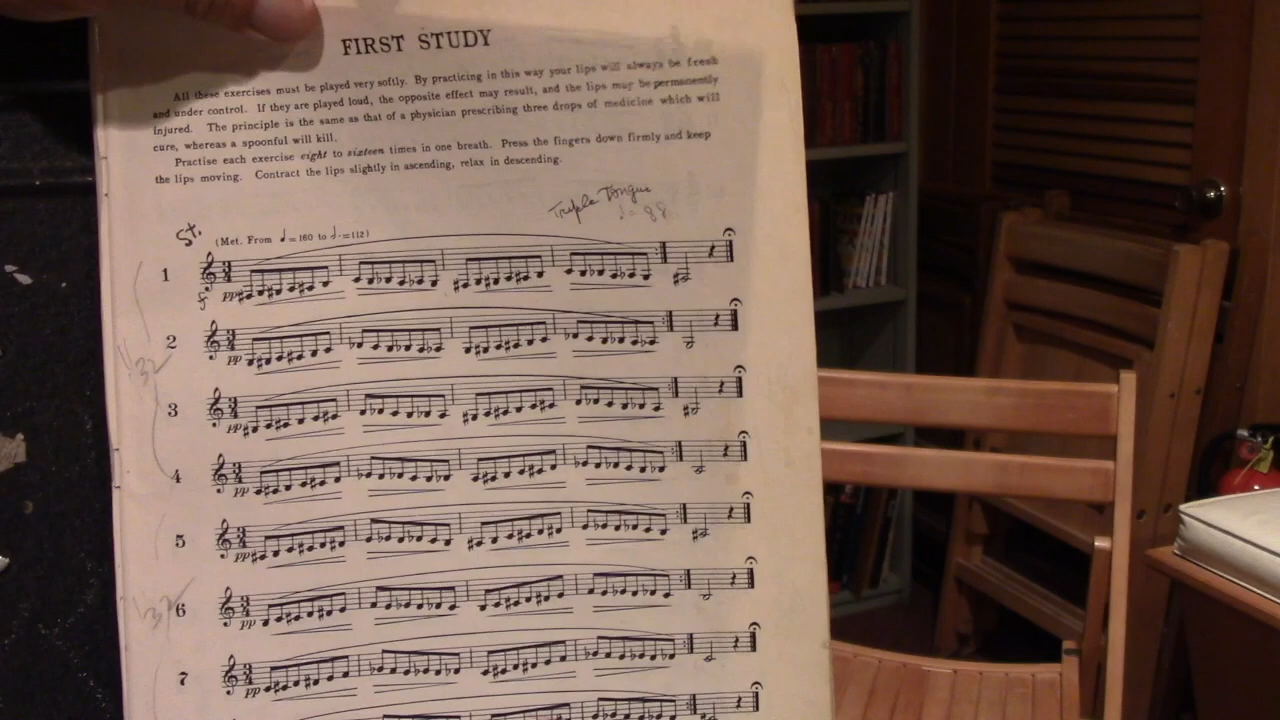 FIRST STUDY
All these exercises must be played very softly. By practicing in this way your lips will always be fresh
and under control. If they are played loud, the opposite effect may result, and the lips may be permanently
injured. The principle is the same as that of a physician prescribing three drops of medicine which will
cure, whereas a spoonful will kill.
Practise each exercise eight to sixteen times in one breath. Press the fingers down firmly and keep
the lips moving. Contract the lips slightly in ascending, relax in descending.
Triple Tongue
♩= 88
St.
(Met. From ♩=160 to 𝅗𝅥.=112)
1
pp
2
pp
32
3
pp
4
pp
5
pp
6
pp
7
pp